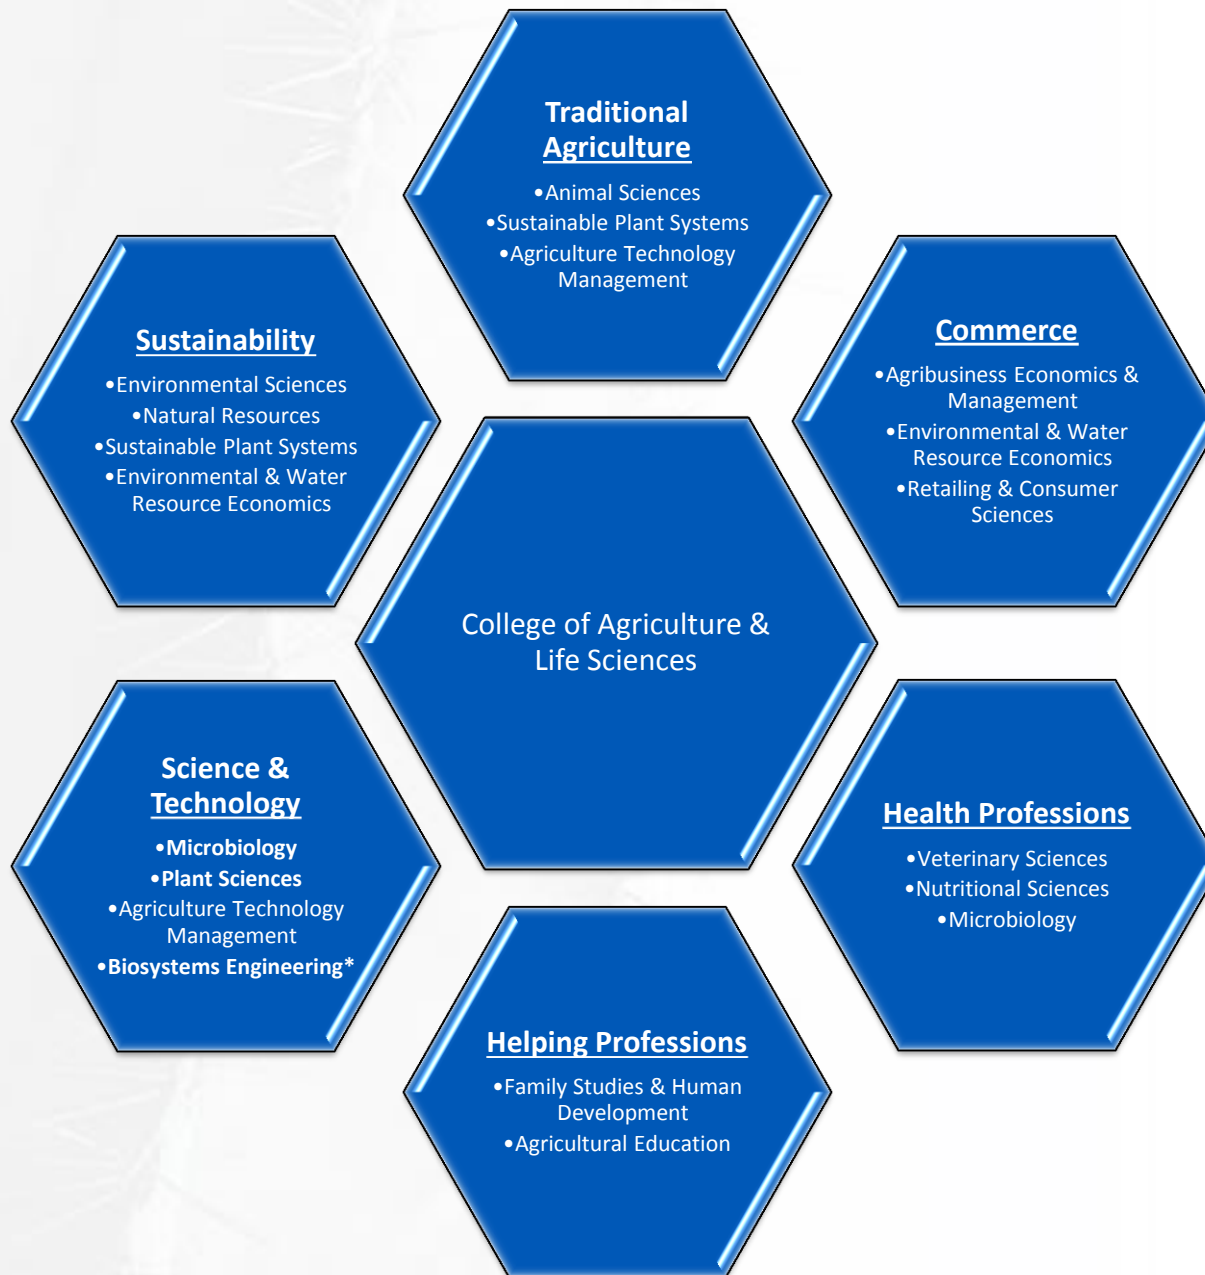 Traditional
Agriculture
•Animal Sciences
•Sustainable Plant Systems
•Agriculture Technology
Management
Sustainability
•Environmental Sciences
•Natural Resources
•Sustainable Plant Systems
•Environmental & Water
Resource Economics
Commerce
•Agribusiness Economics &
Management
•Environmental & Water
Resource Economics
•Retailing & Consumer
Sciences
College of Agriculture &
Life Sciences
Science &
Technology
•Microbiology
•Plant Sciences
•Agriculture Technology
Management
•Biosystems Engineering*
Health Professions
•Veterinary Sciences
•Nutritional Sciences
•Microbiology
Helping Professions
•Family Studies & Human
Development
•Agricultural Education